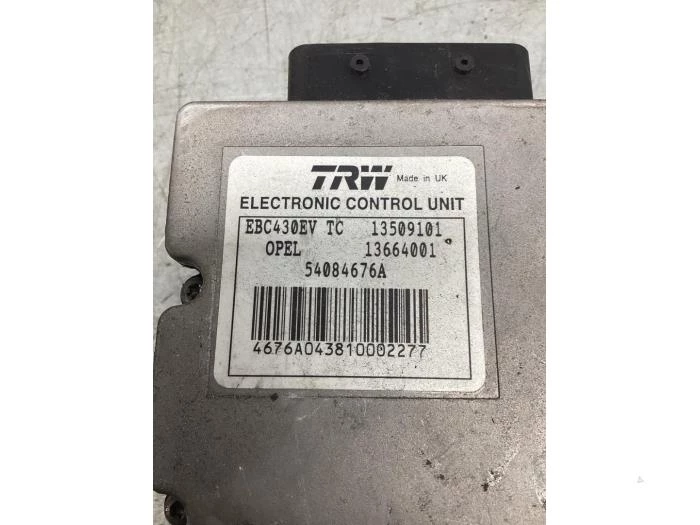 TRW Made in UK
ELECTRONIC CONTROL UNIT
EBC430EV TC 13509101
OPEL 13664001
54084676A
4676A043810002277